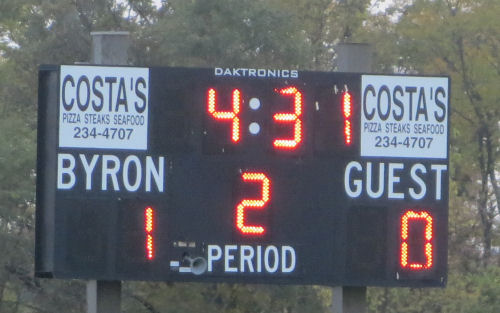 DAKTRONICS
COSTA'S
PIZZA STEAKS SEAFOOD
234-4707
4:31 1
COSTA'S
PIZZA STEAKS SEAFOOD
234-4707
BYRON
2
GUEST
1
PERIOD
0